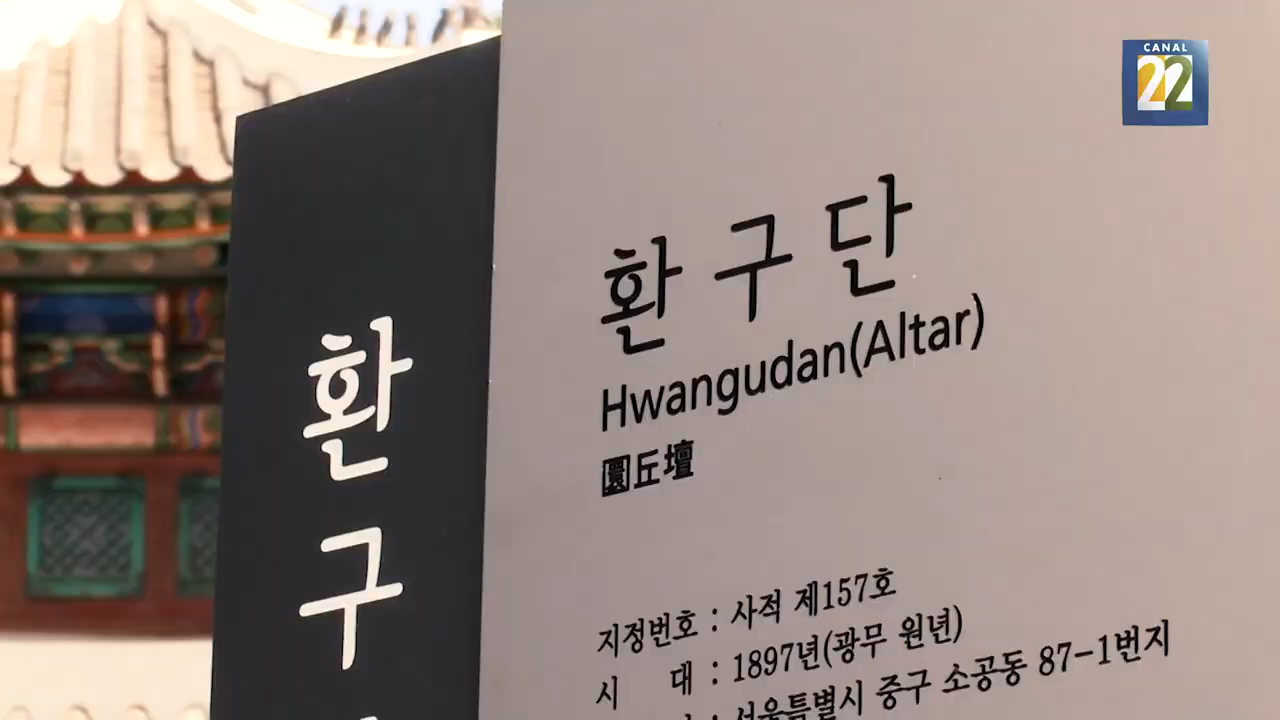 CANAL
22
환구단
Hwangudan(Altar)
圜丘壇
지정번호 : 사적 제157호
시 대 : 1897년(광무 원년)
: 서울특별시 중구 소공동 87-1번지
환
구